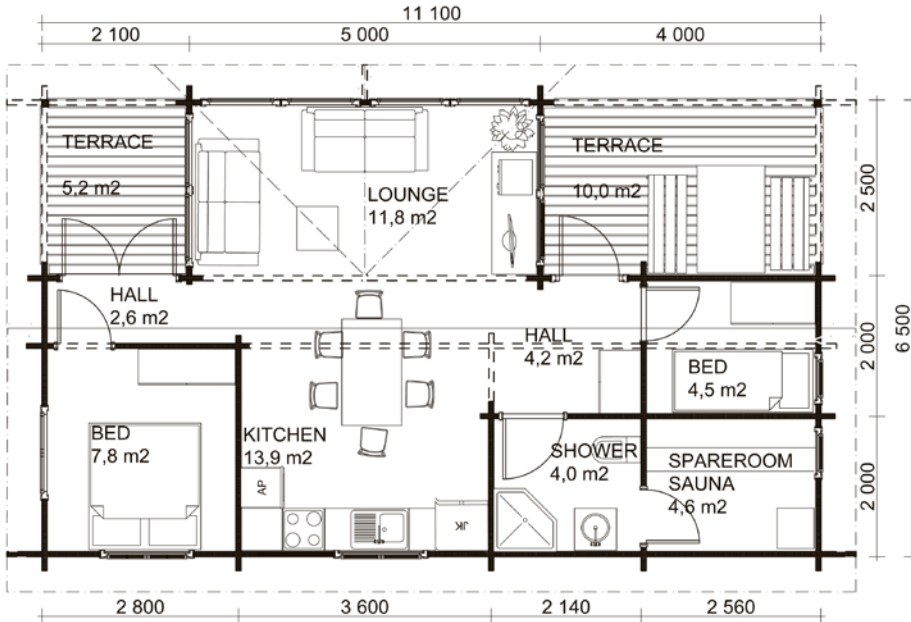 11 100
2 100
5 000
4 000
TERRACE
5,2 m2
LOUNGE
11,8 m2
TERRACE
10,0 m2
2 500
HALL
2,6 m2
HALL
4,2 m2
BED
4,5 m2
2 000
6 500
BED
7,8 m2
KITCHEN
13,9 m2
AP
JK
SHOWER
4,0 m2
SPAREROOM
SAUNA
4,6 m2
2 000
2 800
3 600
2 140
2 560